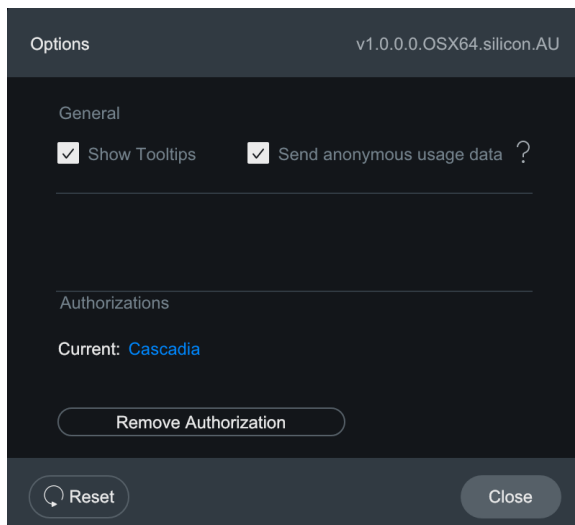 Options v1.0.0.0.OSX64.silicon.AU
General
Show Tooltips Send anonymous usage data ?
Authorizations
Current: Cascadia
Remove Authorization
Reset Close